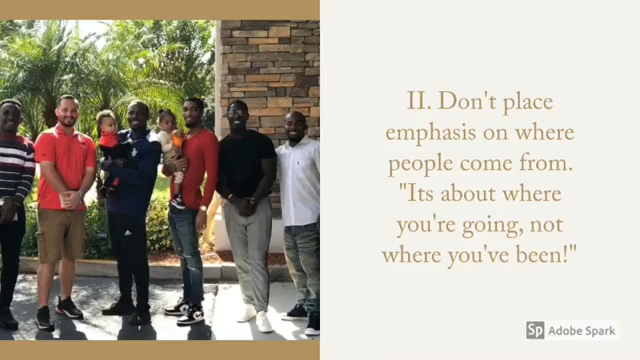 II. Don't place
emphasis on where
people come from.
"Its about where
you're going, not
where you've been!"
Sp Adobe Spark